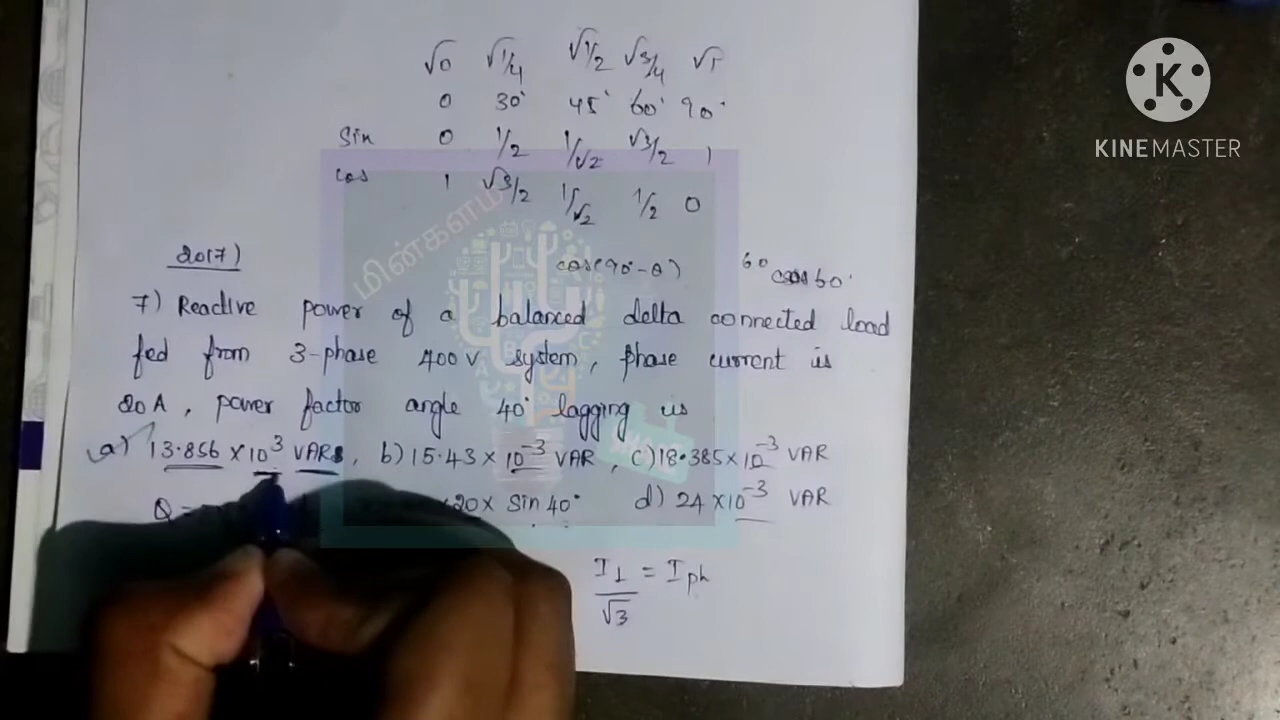 √0 √1/4 √1/2 √3/4 √1
0 30° 45° 60° 90°
Sin 0 1/2 1/√2 √3/2 1
Cos 1 √3/2 1/√2 1/2 0
2017)
cos(90°-θ) 60° cos60°
7) Reactive power of a balanced delta connected load
fed from 3-phase 400V system, phase current is
20A, power factor angle 40° lagging is
a) 13.856 × 10³ VARs, b) 15.43 × 10⁻³ VAR, c) 18.385×10⁻³ VAR
Q = 20 × Sin 40° d) 24 ×10⁻³ VAR
I_L/√3 = I ph
K
KINEMASTER
மின்களம்